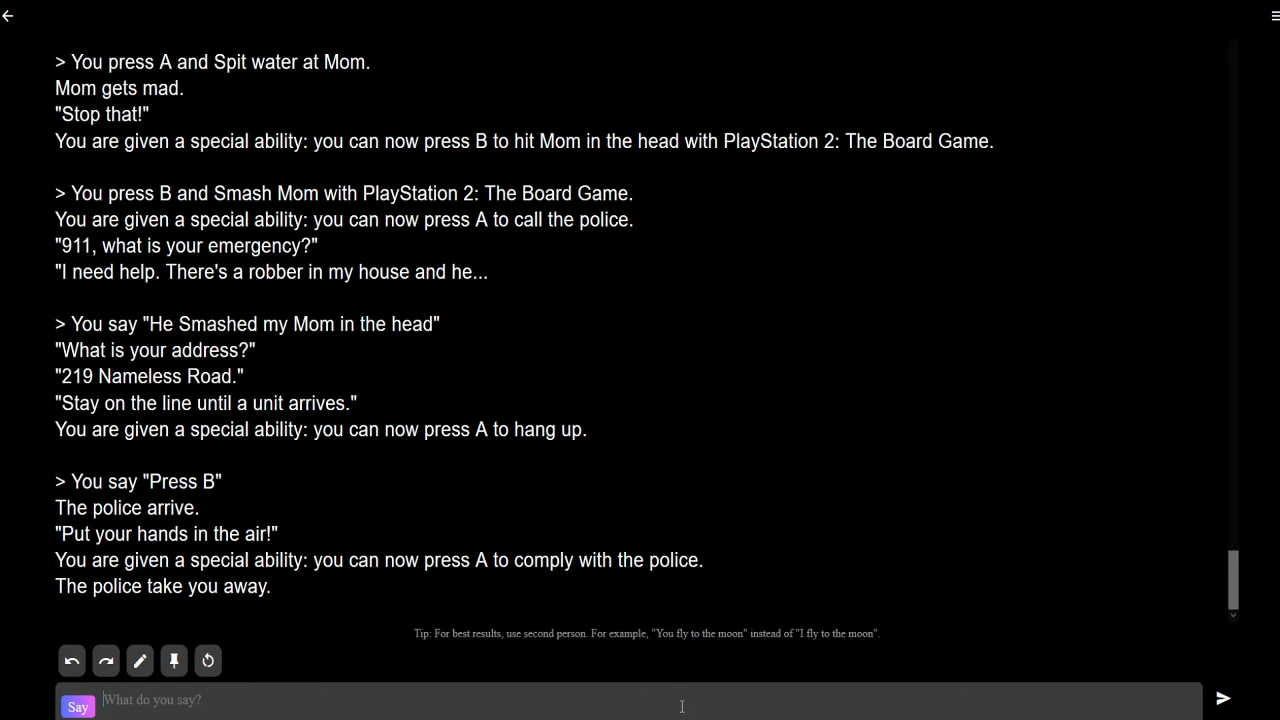 > You press A and Spit water at Mom.
Mom gets mad.
"Stop that!"
You are given a special ability: you can now press B to hit Mom in the head with PlayStation 2: The Board Game.
> You press B and Smash Mom with PlayStation 2: The Board Game.
You are given a special ability: you can now press A to call the police.
"911, what is your emergency?"
"I need help. There's a robber in my house and he...
> You say "He Smashed my Mom in the head"
"What is your address?"
"219 Nameless Road."
"Stay on the line until a unit arrives."
You are given a special ability: you can now press A to hang up.
> You say "Press B"
The police arrive.
"Put your hands in the air!"
You are given a special ability: you can now press A to comply with the police.
The police take you away.
Tip: For best results, use second person. For example, "You fly to the moon" instead of "I fly to the moon".
Say What do you say?